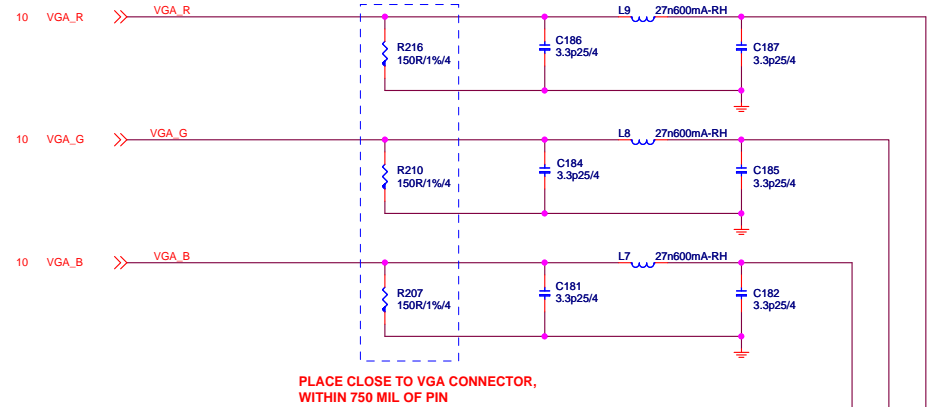 10 VGA_R VGA_R L9 27n600mA-RH
R216
150R/1%/4
C186
3.3p25/4
C187
3.3p25/4
10 VGA_G VGA_G L8 27n600mA-RH
R210
150R/1%/4
C184
3.3p25/4
C185
3.3p25/4
10 VGA_B VGA_B L7 27n600mA-RH
R207
150R/1%/4
C181
3.3p25/4
C182
3.3p25/4
PLACE CLOSE TO VGA CONNECTOR,
WITHIN 750 MIL OF PIN